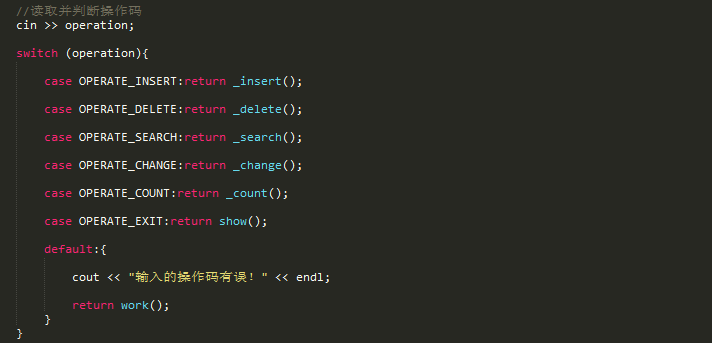 //读取并判断操作码
cin >> operation;
switch (operation){
case OPERATE_INSERT:return _insert();
case OPERATE_DELETE:return _delete();
case OPERATE_SEARCH:return _search();
case OPERATE_CHANGE:return _change();
case OPERATE_COUNT:return _count();
case OPERATE_EXIT:return show();
default:{
cout << "输入的操作码有误！" << endl;
return work();
}
}